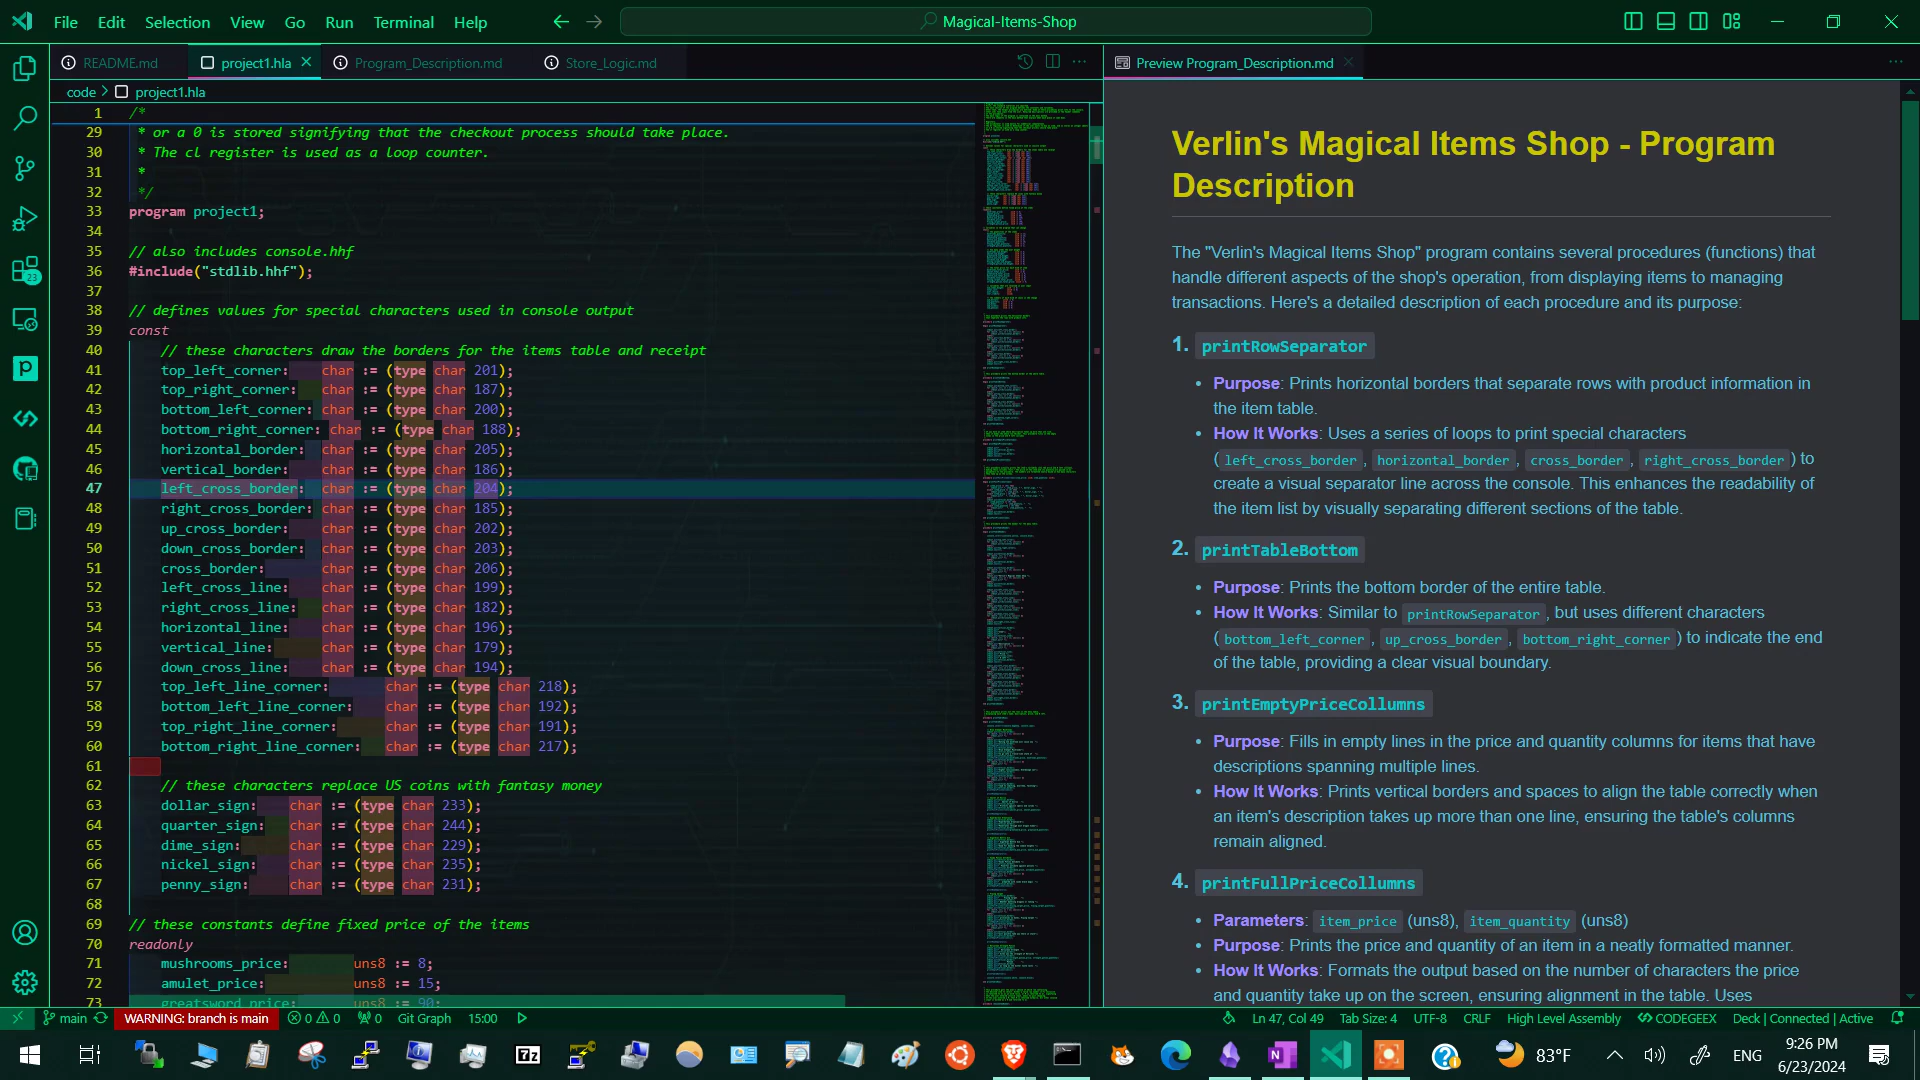 File Edit Selection View Go Run Terminal Help
Magical-Items-Shop
README.md project1.hla Program_Description.md Store_Logic.md
code > project1.hla
1 /*
29 * or a 0 is stored signifying that the checkout process should take place.
30 * The cl register is used as a loop counter.
31 *
32 */
33 program project1;
34
35 // also includes console.hhf
36 #include("stdlib.hhf");
37
38 // defines values for special characters used in console output
39 const
40 // these characters draw the borders for the items table and receipt
41 top_left_corner: char := (type char 201);
42 top_right_corner: char := (type char 187);
43 bottom_left_corner: char := (type char 200);
44 bottom_right_corner: char := (type char 188);
45 horizontal_border: char := (type char 205);
46 vertical_border: char := (type char 186);
47 left_cross_border: char := (type char 204);
48 right_cross_border: char := (type char 185);
49 up_cross_border: char := (type char 202);
50 down_cross_border: char := (type char 203);
51 cross_border: char := (type char 206);
52 left_cross_line: char := (type char 199);
53 right_cross_line: char := (type char 182);
54 horizontal_line: char := (type char 196);
55 vertical_line: char := (type char 179);
56 down_cross_line: char := (type char 194);
57 top_left_line_corner: char := (type char 218);
58 bottom_left_line_corner: char := (type char 192);
59 top_right_line_corner: char := (type char 191);
60 bottom_right_line_corner: char := (type char 217);
61
62 // these characters replace US coins with fantasy money
63 dollar_sign: char := (type char 233);
64 quarter_sign: char := (type char 244);
65 dime_sign: char := (type char 229);
66 nickel_sign: char := (type char 235);
67 penny_sign: char := (type char 231);
68
69 // these constants define fixed price of the items
70 readonly
71 mushrooms_price: uns8 := 8;
72 amulet_price: uns8 := 15;
73 greatsword_price: uns8 := 90;
Preview Program_Description.md
Verlin's Magical Items Shop - Program
Description
The "Verlin's Magical Items Shop" program contains several procedures (functions) that
handle different aspects of the shop's operation, from displaying items to managing
transactions. Here's a detailed description of each procedure and its purpose:
1. printRowSeparator
• Purpose: Prints horizontal borders that separate rows with product information in
the item table.
• How It Works: Uses a series of loops to print special characters
( left_cross_border , horizontal_border , cross_border , right_cross_border ) to
create a visual separator line across the console. This enhances the readability of
the item list by visually separating different sections of the table.
2. printTableBottom
• Purpose: Prints the bottom border of the entire table.
• How It Works: Similar to printRowSeparator , but uses different characters
( bottom_left_corner , up_cross_border , bottom_right_corner ) to indicate the end
of the table, providing a clear visual boundary.
3. printEmptyPriceCollumns
• Purpose: Fills in empty lines in the price and quantity columns for items that have
descriptions spanning multiple lines.
• How It Works: Prints vertical borders and spaces to align the table correctly when
an item's description takes up more than one line, ensuring the table's columns
remain aligned.
4. printFullPriceCollumns
• Parameters: item_price (uns8), item_quantity (uns8)
• Purpose: Prints the price and quantity of an item in a neatly formatted manner.
• How It Works: Formats the output based on the number of characters the price
and quantity take up on the screen, ensuring alignment in the table. Uses
23
main WARNING: branch is main 0 0 0 Git Graph 15:00 Ln 47, Col 49 Tab Size: 4 UTF-8 CRLF High Level Assembly CODEGEEX Deck | Connected | Active
7z 83°F ENG 9:26 PM
6/23/2024